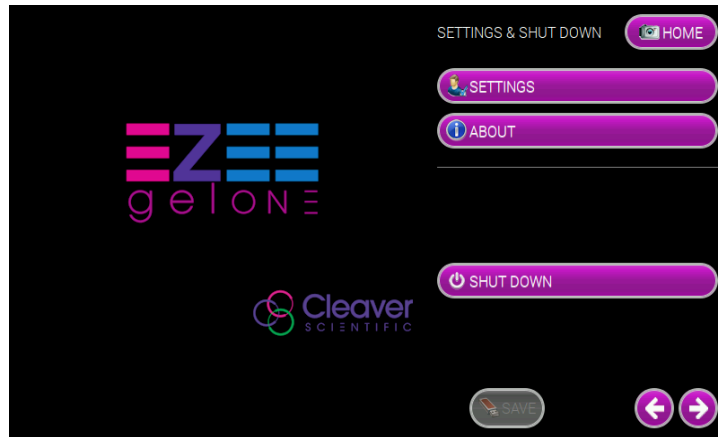 SETTINGS & SHUT DOWN
HOME
SETTINGS
ABOUT
EZEE
gelONE
SHUT DOWN
Cleaver
SCIENTIFIC
SAVE